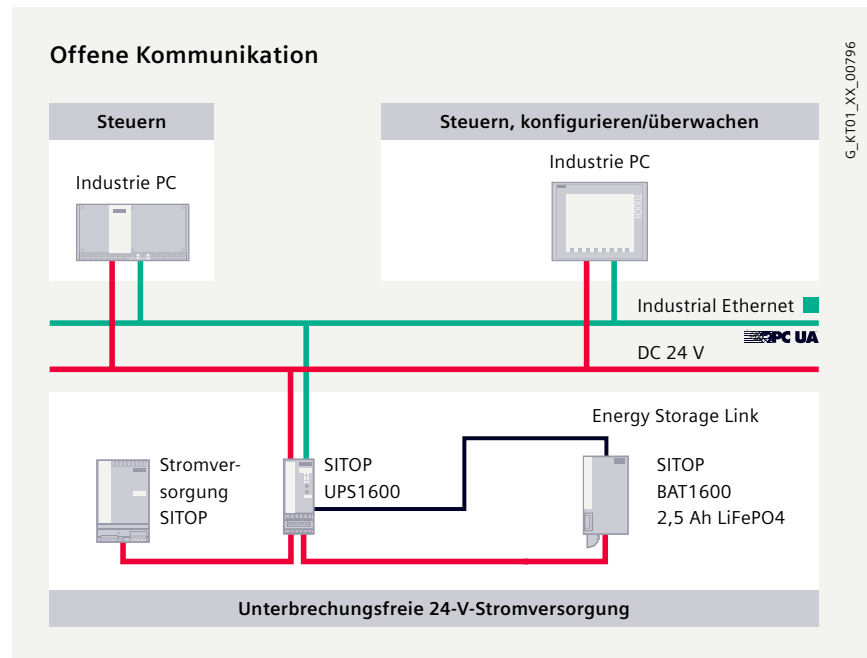 Offene Kommunikation
G_KT01_XX_00796
Steuern
Steuern, konfigurieren/überwachen
Industrie PC
Industrie PC
Industrial Ethernet
OPC UA
DC 24 V
Energy Storage Link
Stromver-
sorgung
SITOP
SITOP
UPS1600
SITOP
BAT1600
2,5 Ah LiFePO4
Unterbrechungsfreie 24-V-Stromversorgung